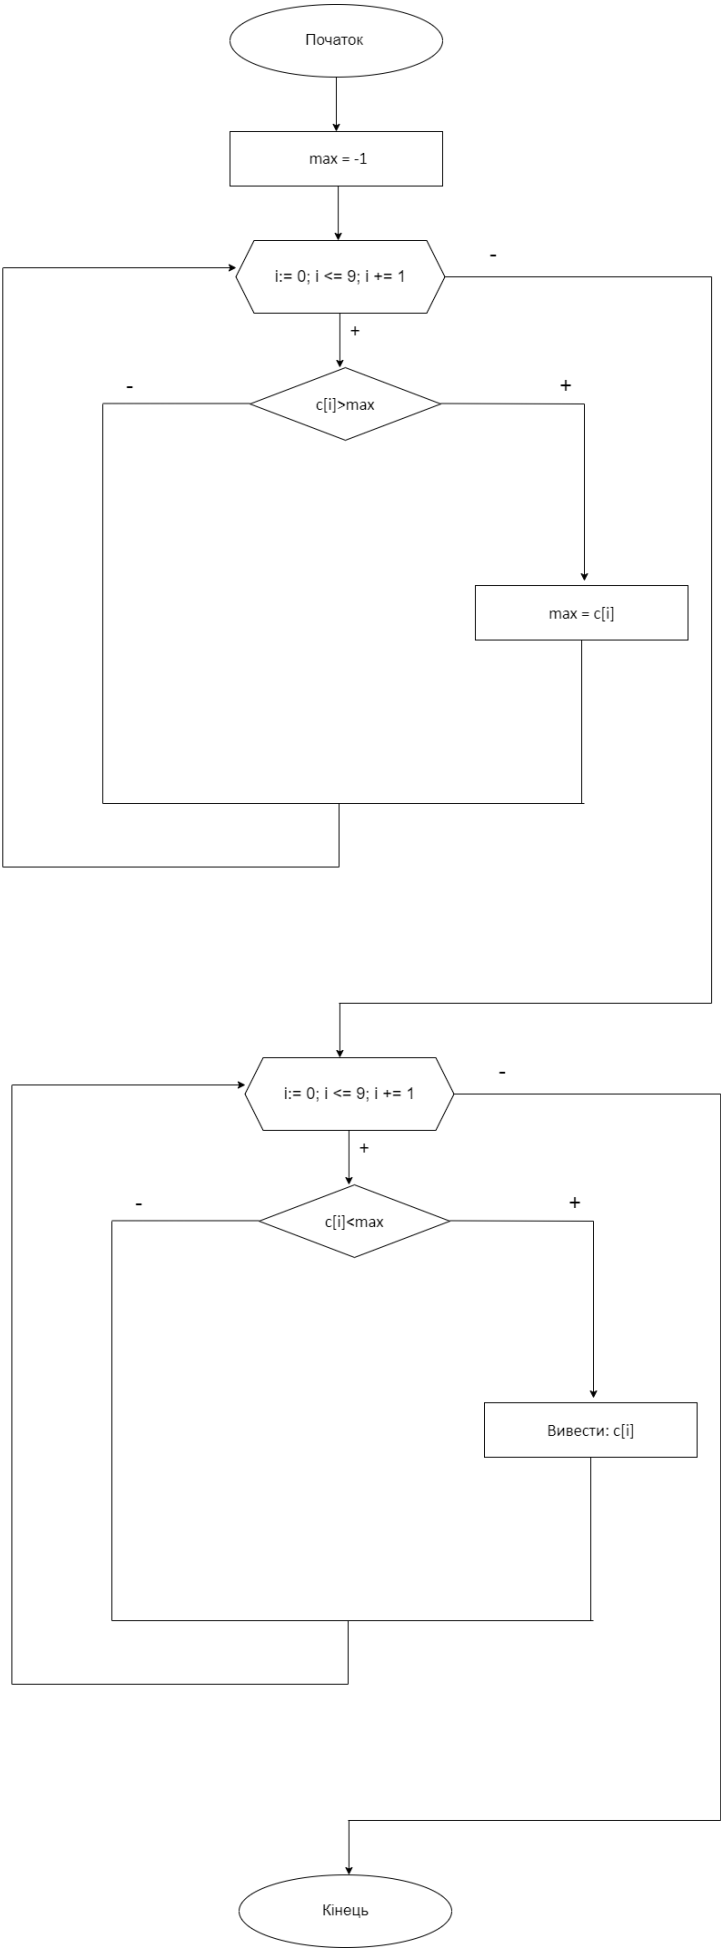 Початок
max = -1
i:= 0; i <= 9; i += 1
-
+
-
c[i]>max
+
max = c[i]
i:= 0; i <= 9; i += 1
-
+
-
c[i]<max
+
Вивести: c[i]
Кінець